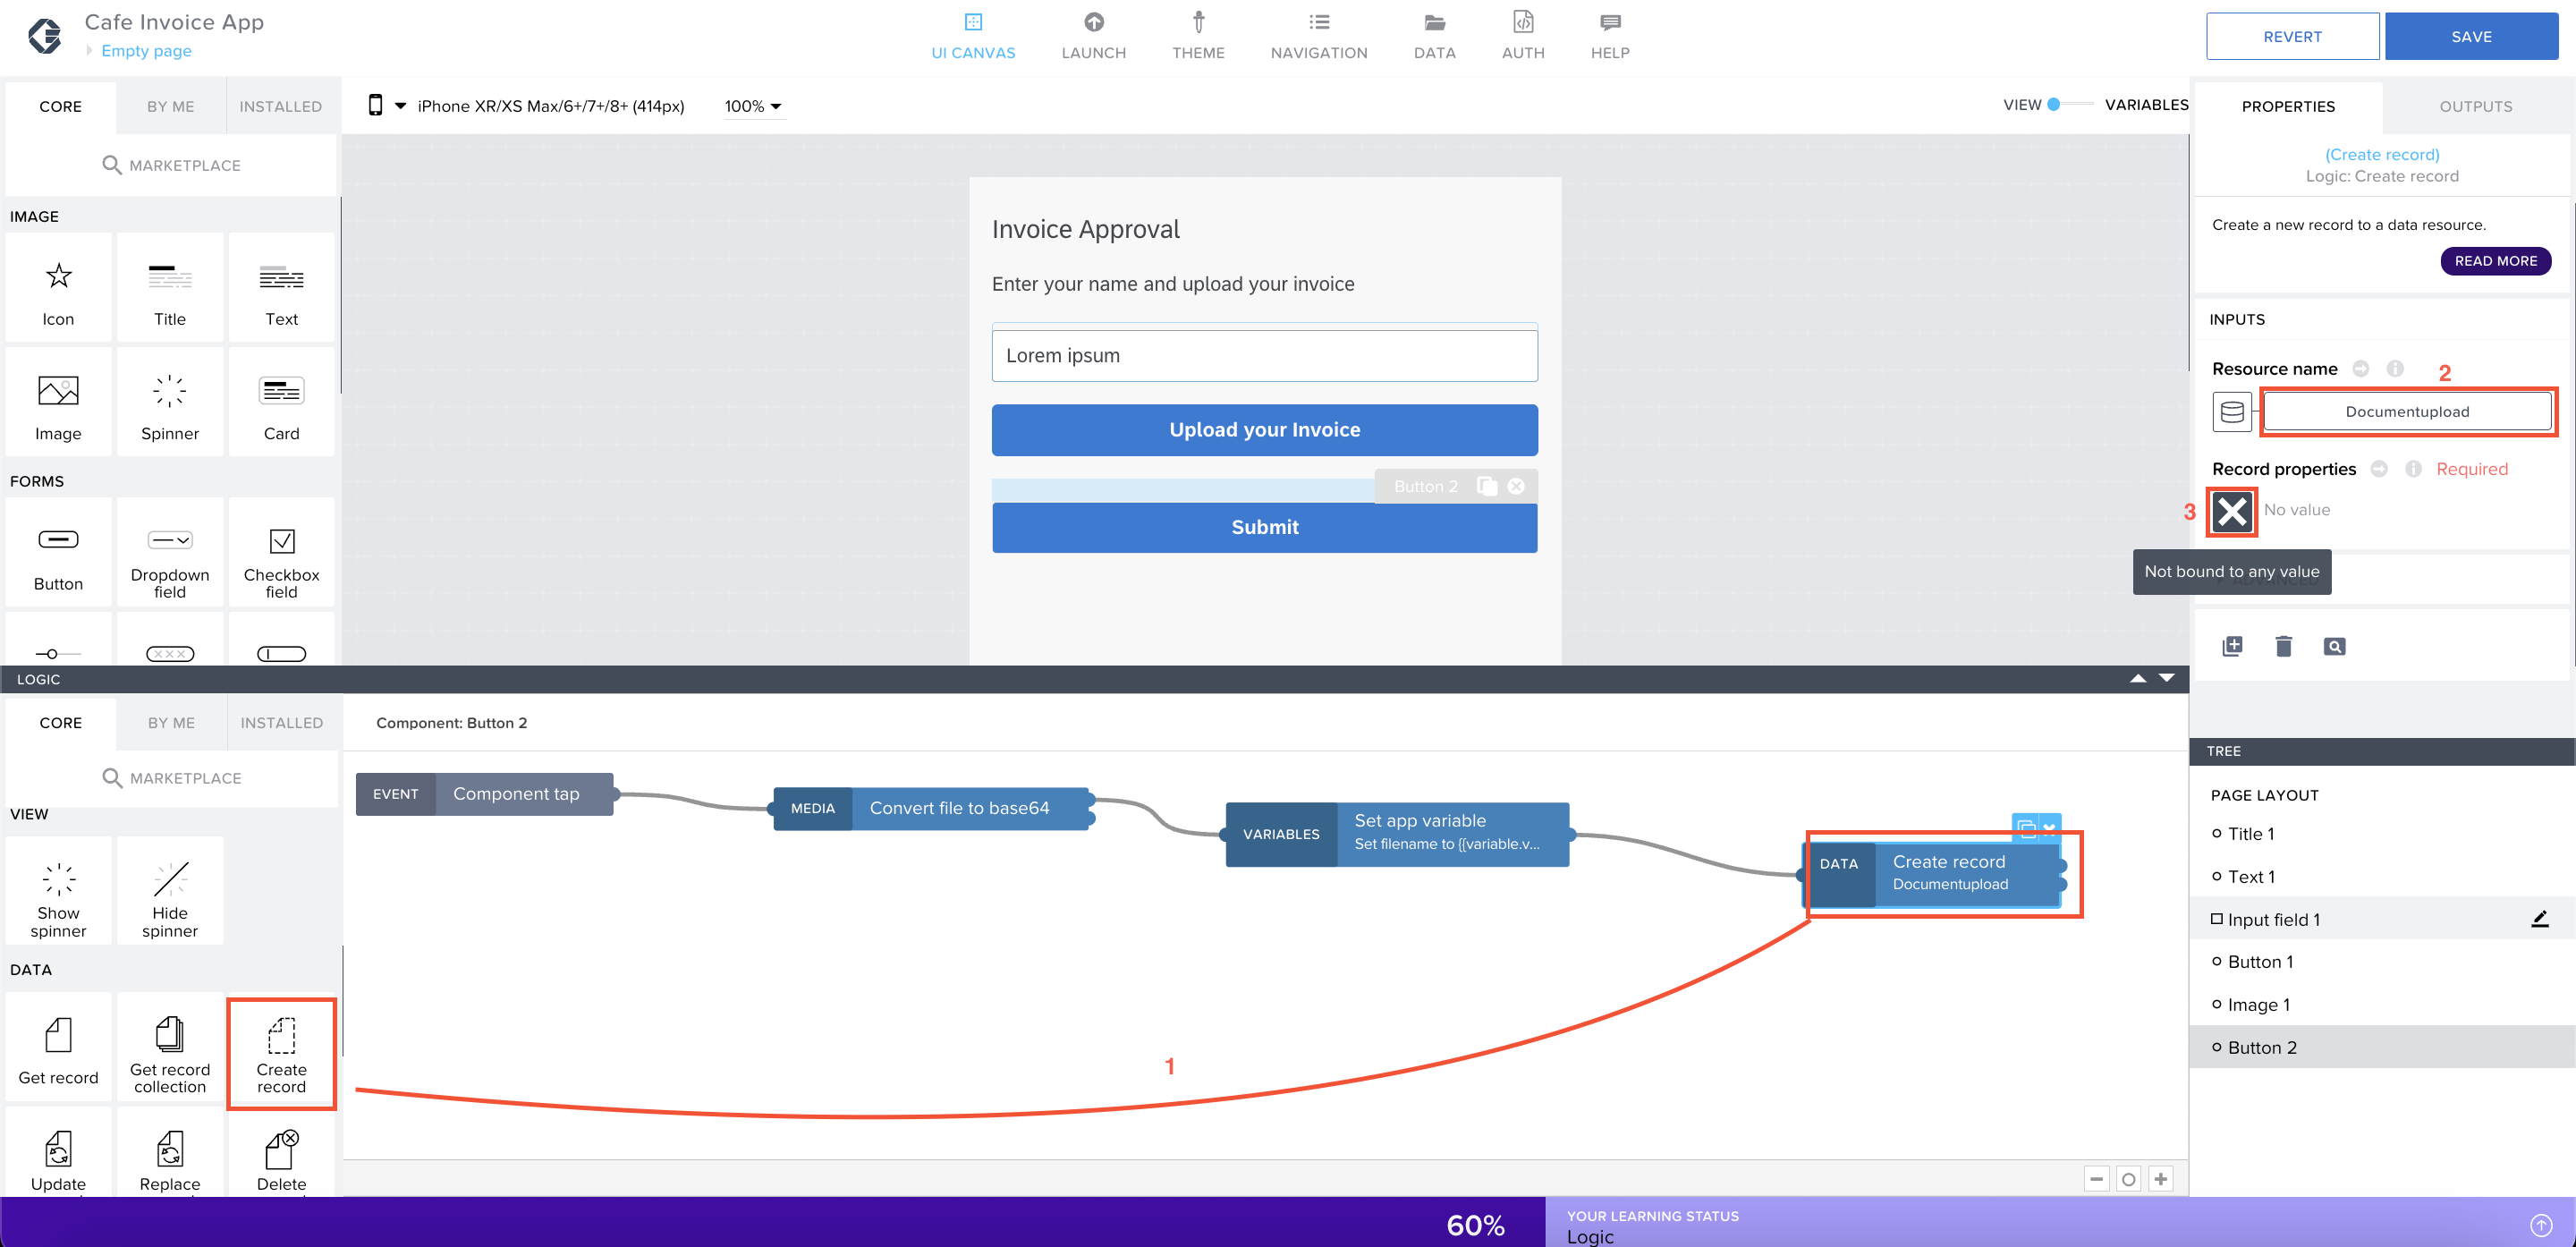 Cafe Invoice App
Empty page
UI CANVAS
LAUNCH
THEME
NAVIGATION
DATA
AUTH
HELP
REVERT
SAVE
CORE
BY ME
INSTALLED
MARKETPLACE
IMAGE
Icon
Title
Text
Image
Spinner
Card
FORMS
Button
Dropdown
field
Checkbox
field
iPhone XR/XS Max/6+/7+/8+ (414px)
100%
VIEW
VARIABLES
Invoice Approval
Enter your name and upload your invoice
Lorem ipsum
Upload your Invoice
Button 2
Submit
PROPERTIES
OUTPUTS
(Create record)
Logic: Create record
Create a new record to a data resource.
READ MORE
INPUTS
Resource name
2
Documentupload
Record properties
Required
3
No value
Not bound to any value
LOGIC
CORE
BY ME
INSTALLED
MARKETPLACE
VIEW
Show
spinner
Hide
spinner
DATA
Get record
Get record
collection
Create
record
Update
Replace
Delete
Component: Button 2
EVENT
Component tap
MEDIA
Convert file to base64
VARIABLES
Set app variable
Set filename to {{variable.v...
DATA
Create record
Documentupload
1
TREE
PAGE LAYOUT
Title 1
Text 1
Input field 1
Button 1
Image 1
Button 2
60%
YOUR LEARNING STATUS
Logic